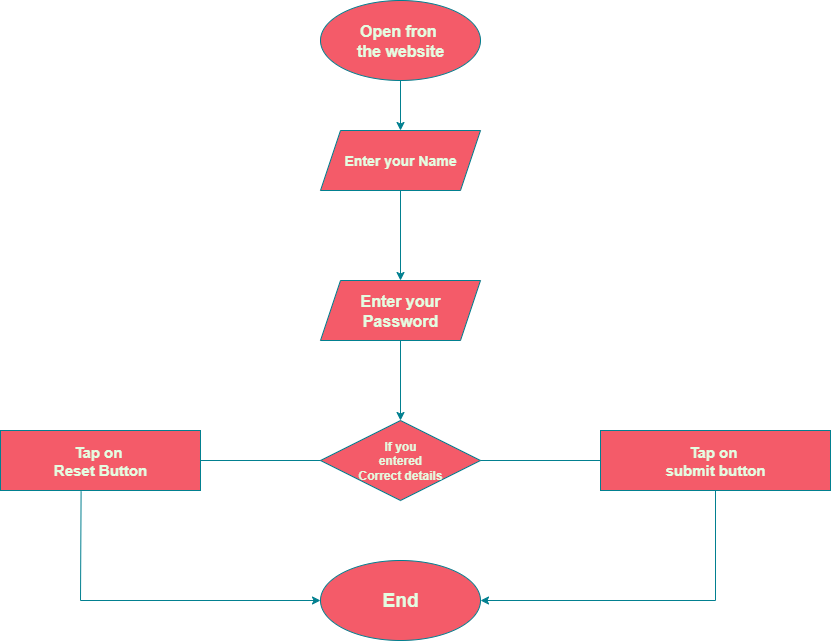 Open fron
the website
Enter your Name
Enter your
Password
If you
entered
Correct details
Tap on
Reset Button
Tap on
submit button
End